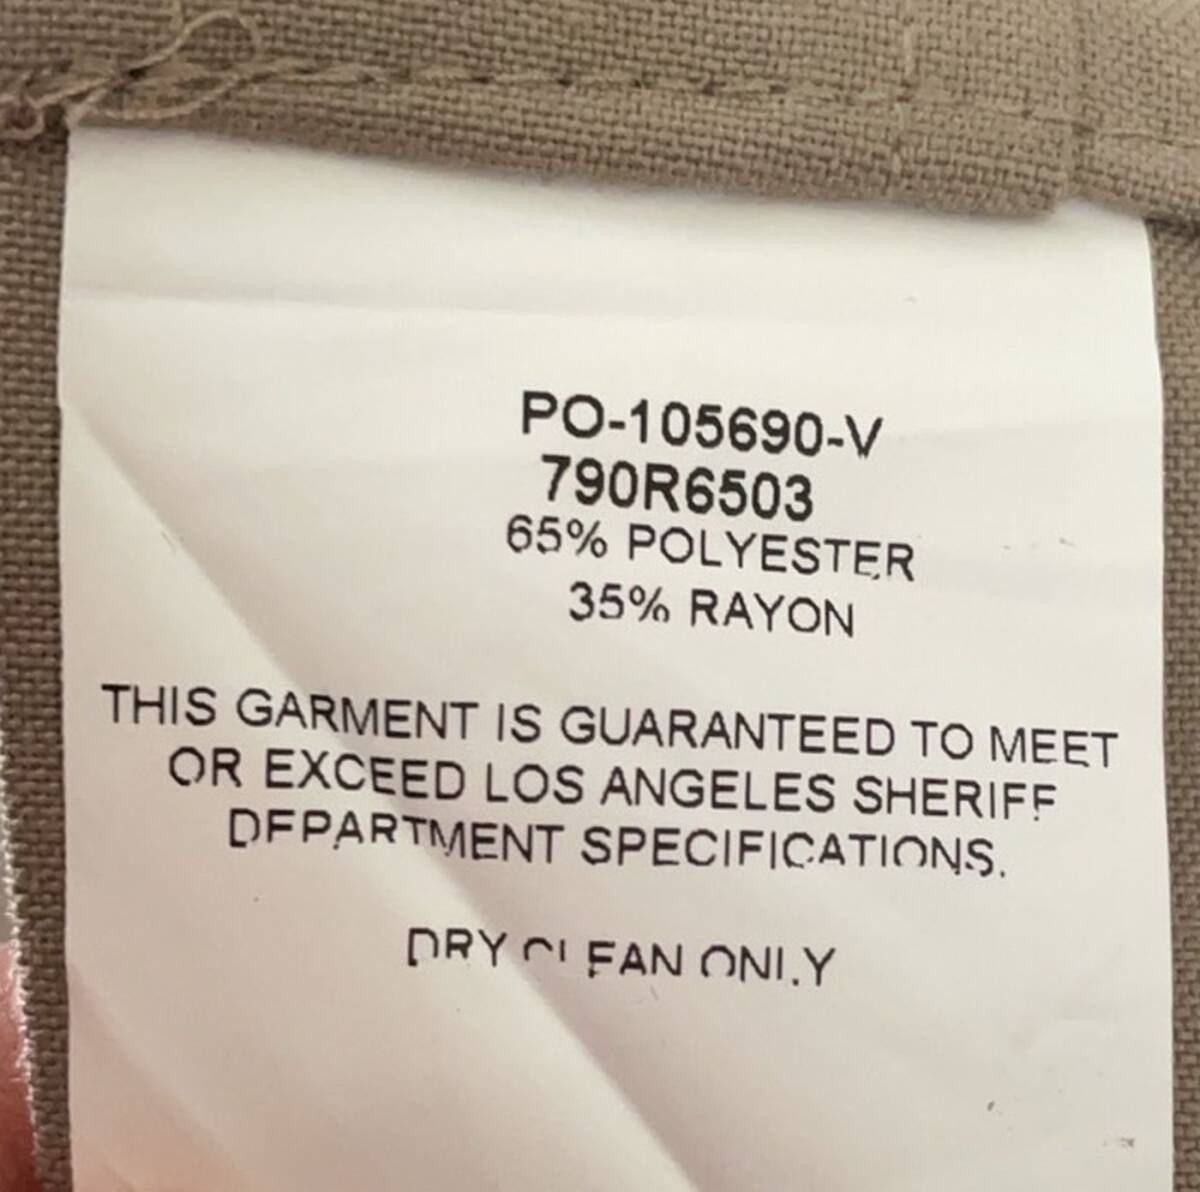 PO-105690-V
790R6503
65% POLYESTER
35% RAYON
THIS GARMENT IS GUARANTEED TO MEET
OR EXCEED LOS ANGELES SHERIFF
DEPARTMENT SPECIFICATIONS.
DRY CLEAN ONLY